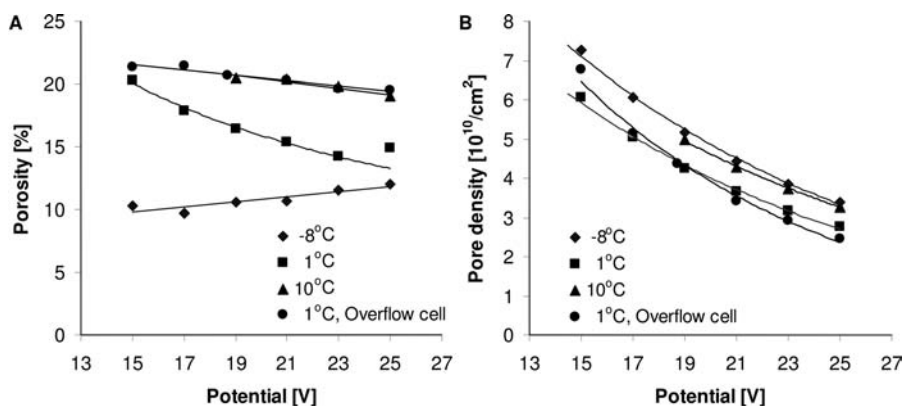 A
Porosity [%]
25
20
15
10
5
0
-8°C
1°C
10°C
1°C, Overflow cell
13 15 17 19 21 23 25 27
Potential [V]
B
Pore density [10¹⁰/cm²]
8
7
6
5
4
3
2
1
0
-8°C
1°C
10°C
1°C, Overflow cell
13 15 17 19 21 23 25 27
Potential [V]